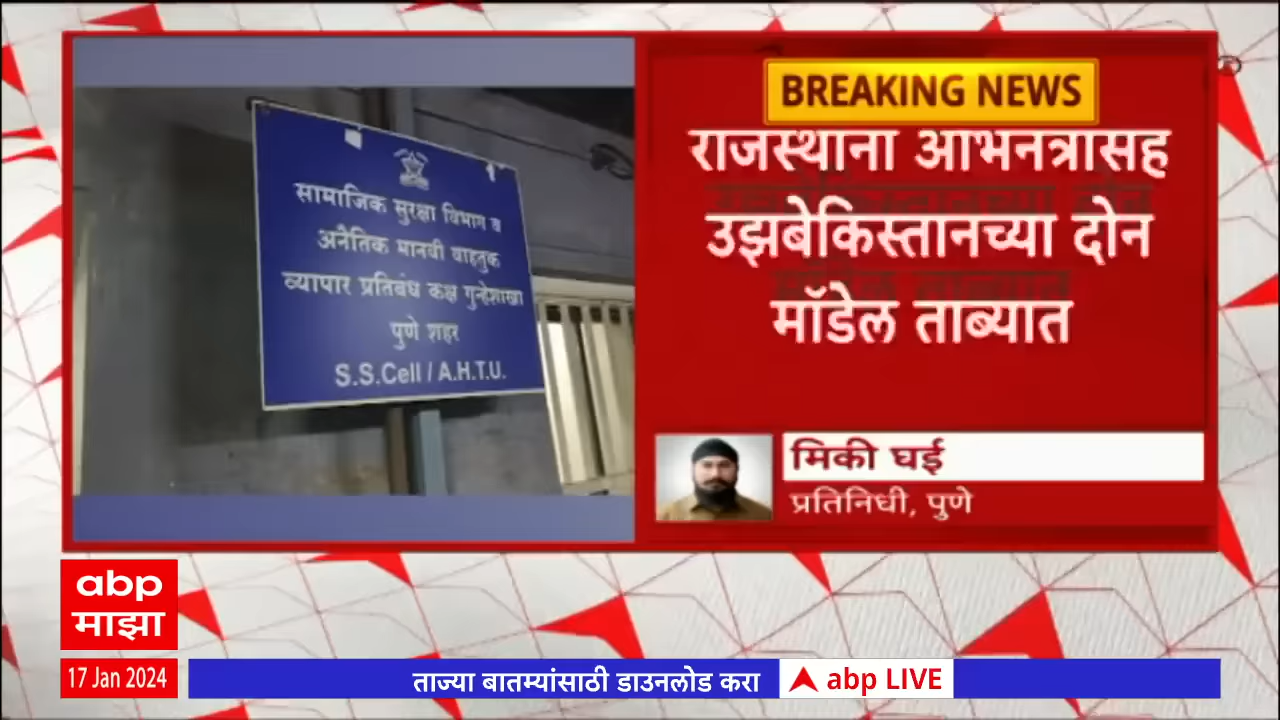 सामाजिक सुरक्षा विभाग व
अनैतिक मानवी वाहतुक
व्यापार प्रतिबंध कक्ष गुन्हेशाखा
पुणे शहर
S.S.Cell / A.H.T.U.
BREAKING NEWS
राजस्थाना आभनत्रासह
उझबेकिस्तानच्या दोन
मॉडेल ताब्यात
मिकी घई
प्रतिनिधी, पुणे
abp
माझा
17 Jan 2024
ताज्या बातम्यांसाठी डाउनलोड करा
abp LIVE